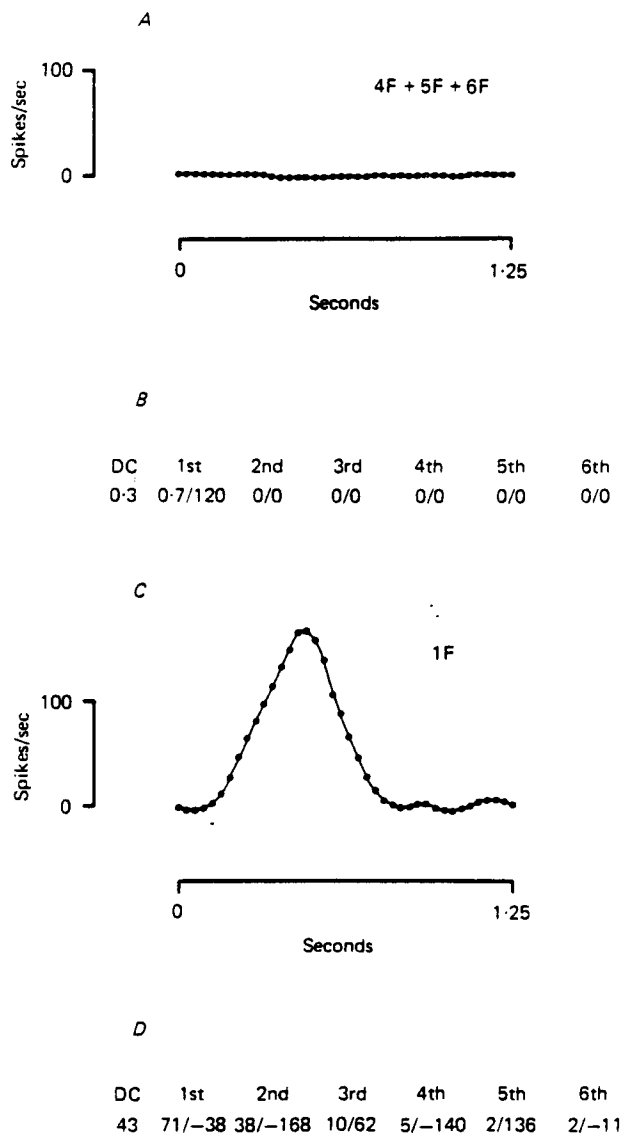 A
Spikes/sec
100
0
4F + 5F + 6F
0
1·25
Seconds
B
DC 1st 2nd 3rd 4th 5th 6th
0·3 0·7/120 0/0 0/0 0/0 0/0 0/0
C
1F
Spikes/sec
100
0
0
1·25
Seconds
D
DC 1st 2nd 3rd 4th 5th 6th
43 71/−38 38/−168 10/62 5/−140 2/136 2/−11